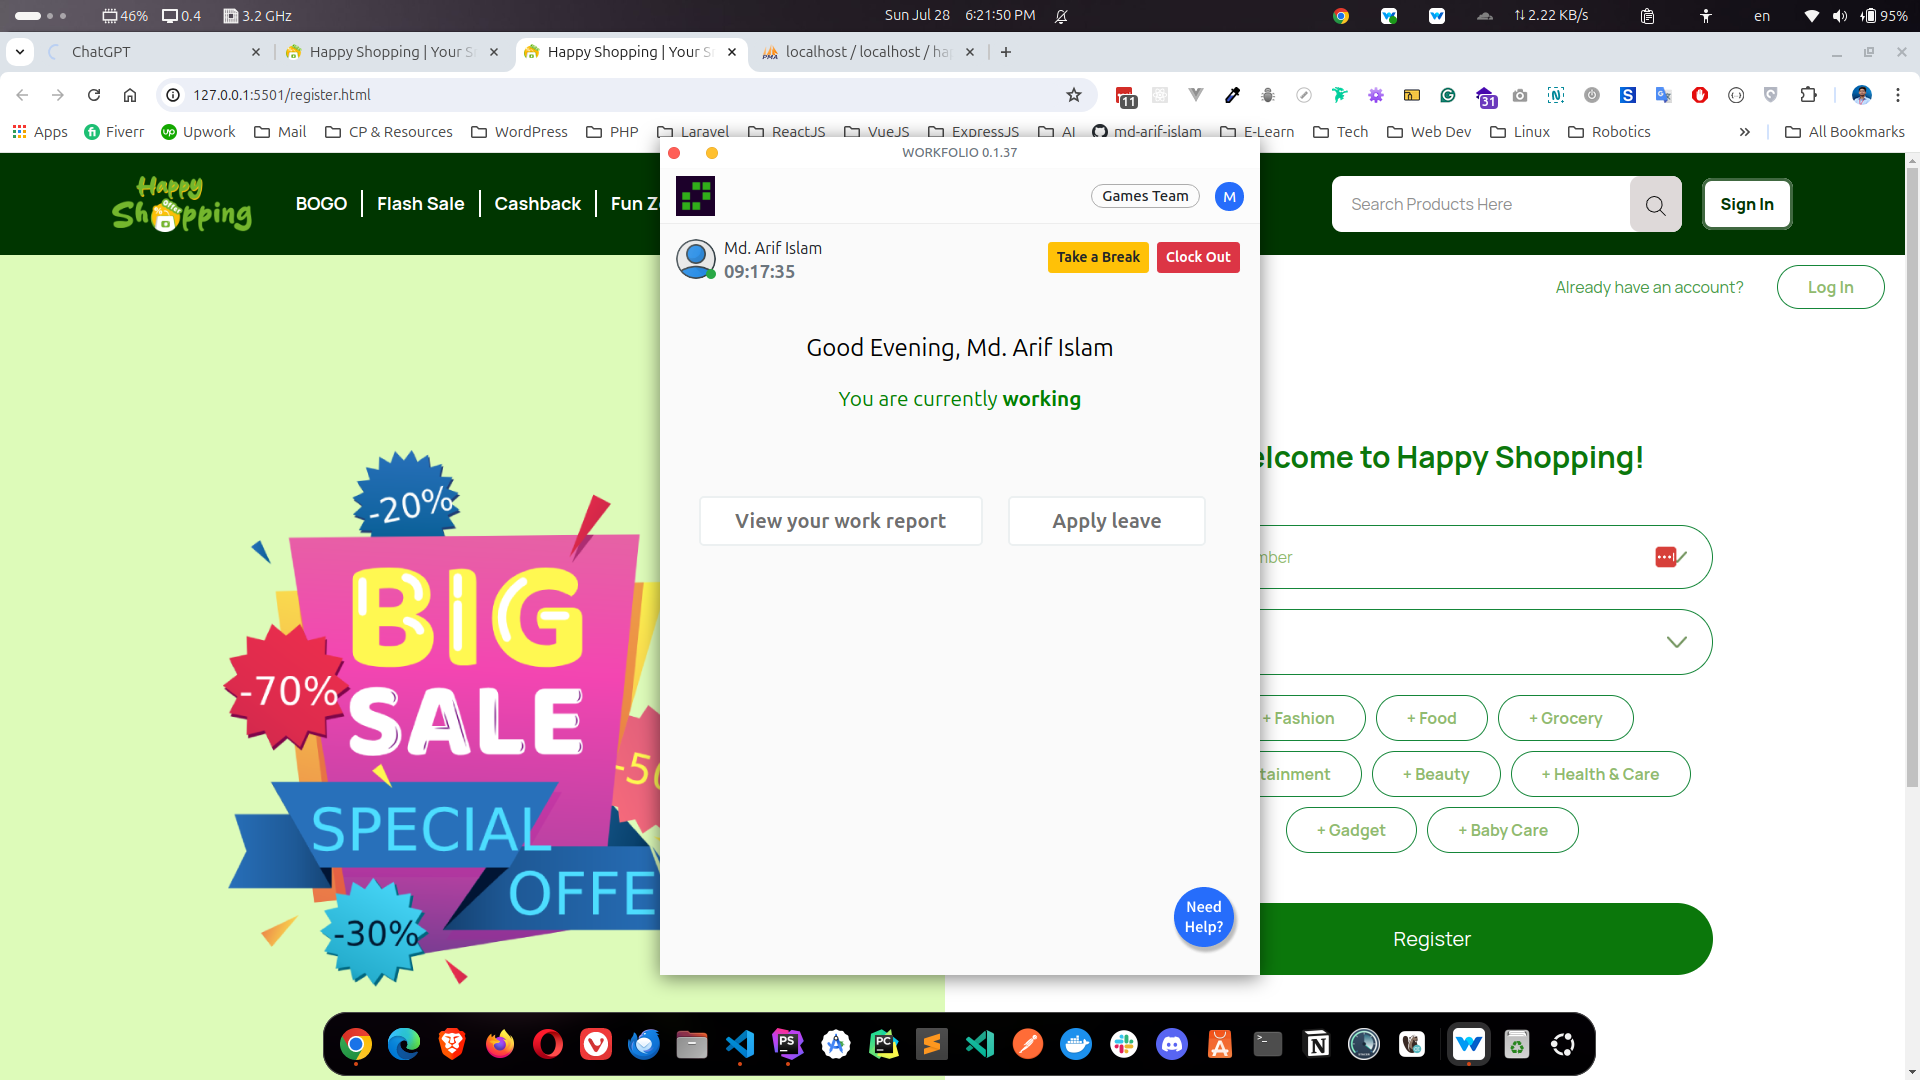 46%
0.4
3.2 GHz
Sun Jul 28 6:21:50 PM
2.22 KB/s
en
95%
ChatGPT
Happy Shopping | Your S
Happy Shopping | Your S
localhost / localhost / ha
127.0.0.1:5501/register.html
11
31
Apps
Fiverr
Upwork
Mail
CP & Resources
WordPress
PHP
Laravel
ReactJS
VueJS
ExpressJS
AI
md-arif-islam
E-Learn
Tech
Web Dev
Linux
Robotics
All Bookmarks
Happy
Offer
Shopping
BOGO
Flash Sale
Cashback
Fun Z
Search Products Here
Sign In
WORKFOLIO 0.1.37
Games Team
M
Md. Arif Islam
09:17:35
Take a Break
Clock Out
Good Evening, Md. Arif Islam
You are currently working
View your work report
Apply leave
Need
Help?
Already have an account?
Log In
elcome to Happy Shopping!
mber
+ Fashion
+ Food
+ Grocery
tainment
+ Beauty
+ Health & Care
+ Gadget
+ Baby Care
Register
-20%
BIG
-70%
SALE
-50
SPECIAL
OFFE
-30%